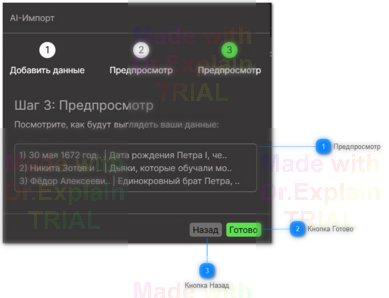 AI-Импорт
1 2 3
Добавить данные Предпросмотр Предпросмотр
Шаг 3: Предпросмотр
Посмотрите, как будут выглядеть ваши данные:
1) 30 мая 1672 год.. | Дата рождения Петра I, че..
2) Никита Зотов и .. | Дьяки, которые обучали мо..
3) Фёдор Алексееви.. | Единокровный брат Петра, ..
1 Предпросмотр
Назад Готово
2 Кнопка Готово
3
Кнопка Назад
Made with
Dr.Explain
TRIAL
Made with
Dr.Explain
TRIAL
Made with
Dr.Explain
TRIAL
Made with